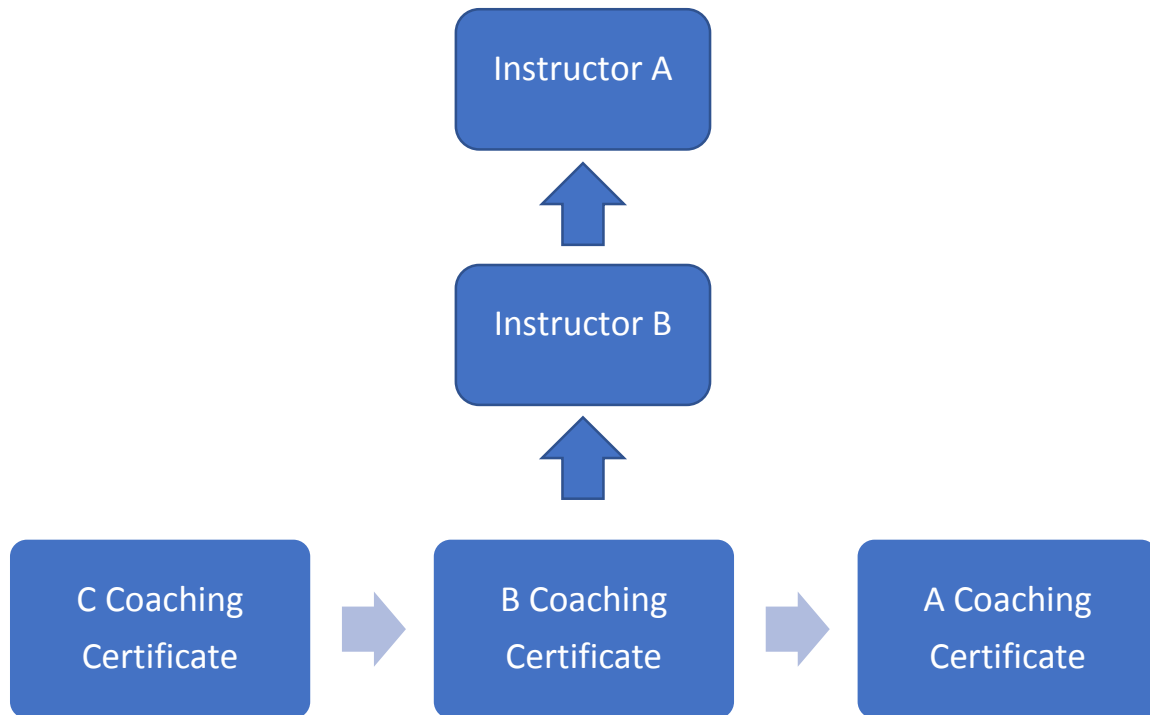 Instructor A
Instructor B
C Coaching
Certificate
B Coaching
Certificate
A Coaching
Certificate